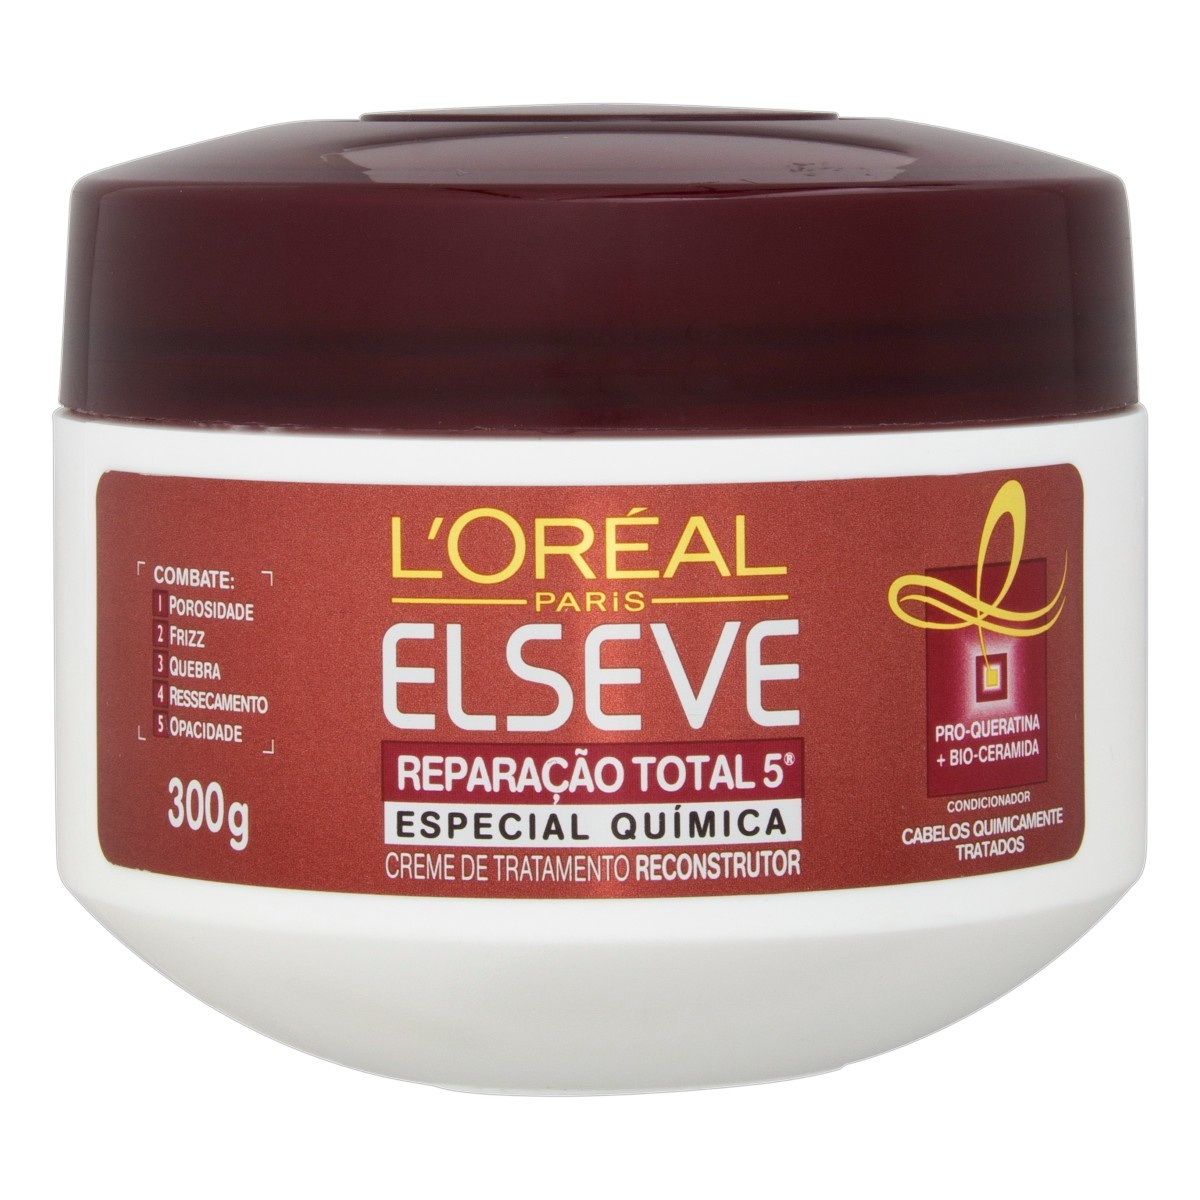 L'ORÉAL
PARiS
ELSEVE
REPARAÇÃO TOTAL 5®
ESPECIAL QUÍMICA
CREME DE TRATAMENTO RECONSTRUTOR
COMBATE:
1 POROSIDADE
2 FRIZZ
3 QUEBRA
4 RESSECAMENTO
5 OPACIDADE
300g
PRO-QUERATINA
+ BIO-CERAMIDA
CONDICIONADOR
CABELOS QUIMICAMENTE
TRATADOS